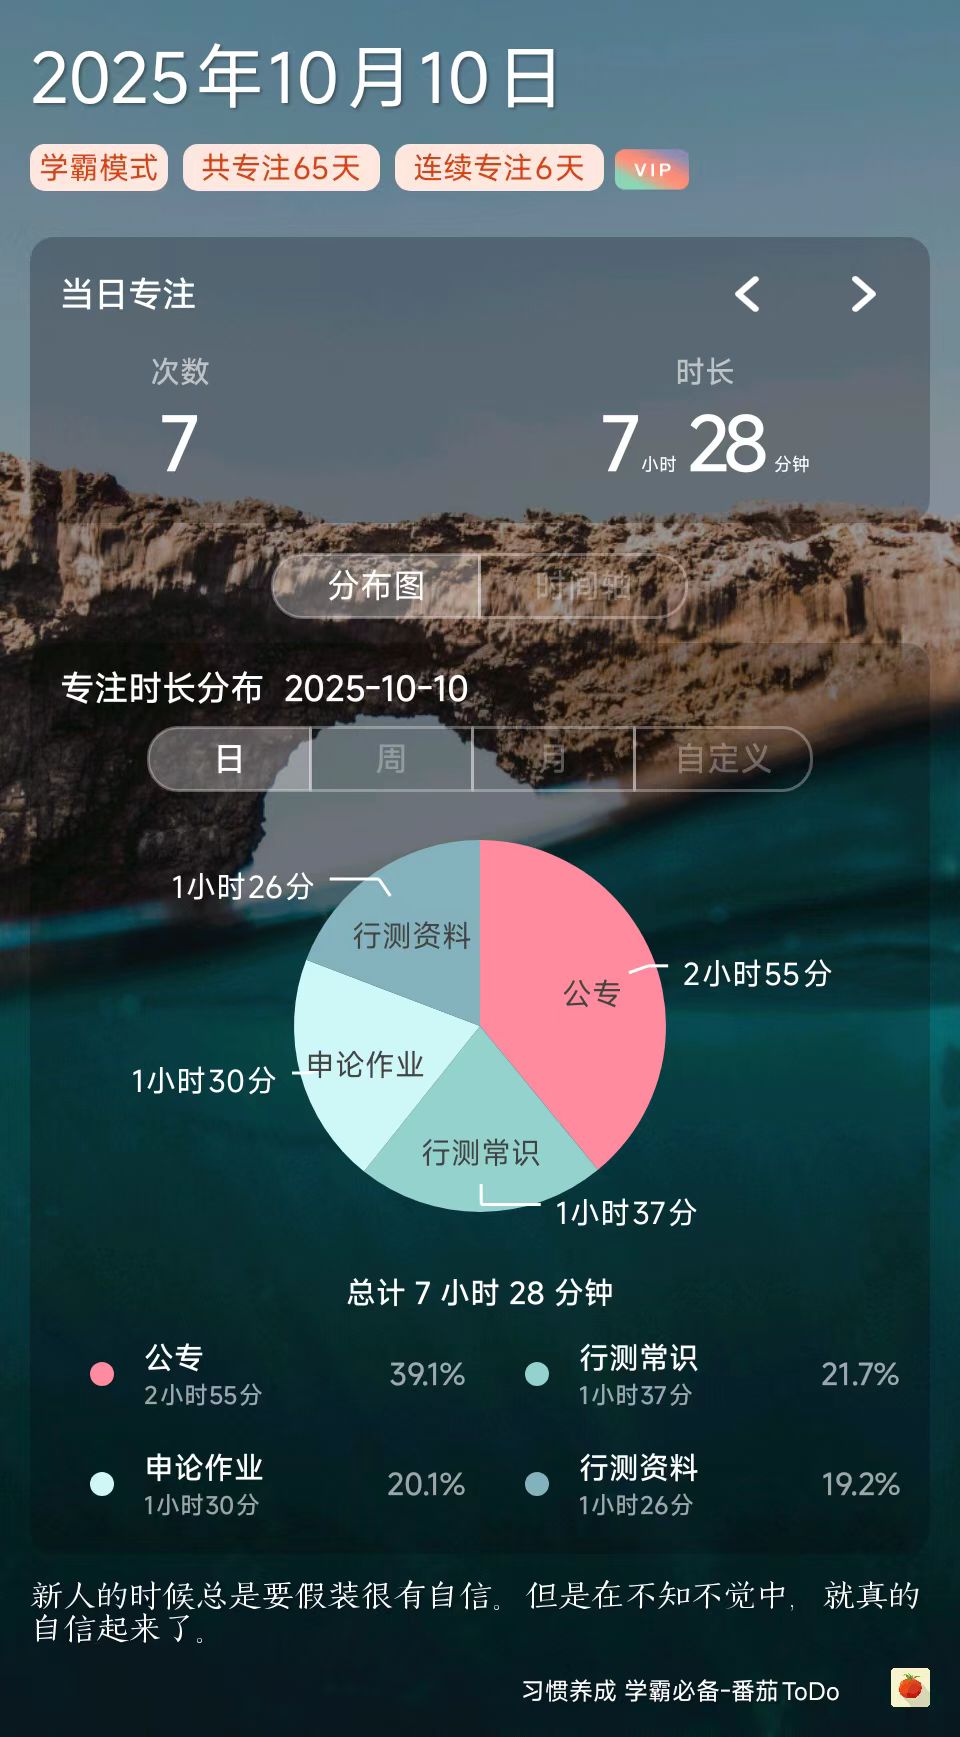 2025年10月10日
学霸模式 共专注65天 连续专注6天 VIP
当日专注
次数 时长
7 7小时28分钟
分布图 时间轴
专注时长分布 2025-10-10
日 周 月 自定义
1小时26分
行测资料
公专 2小时55分
1小时30分 申论作业
行测常识
1小时37分
总计 7 小时 28 分钟
公专 39.1% 行测常识 21.7%
2小时55分 1小时37分
申论作业 20.1% 行测资料 19.2%
1小时30分 1小时26分
新人的时候总是要假装很有自信。但是在不知不觉中，就真的
自信起来了。
习惯养成 学霸必备-番茄ToDo